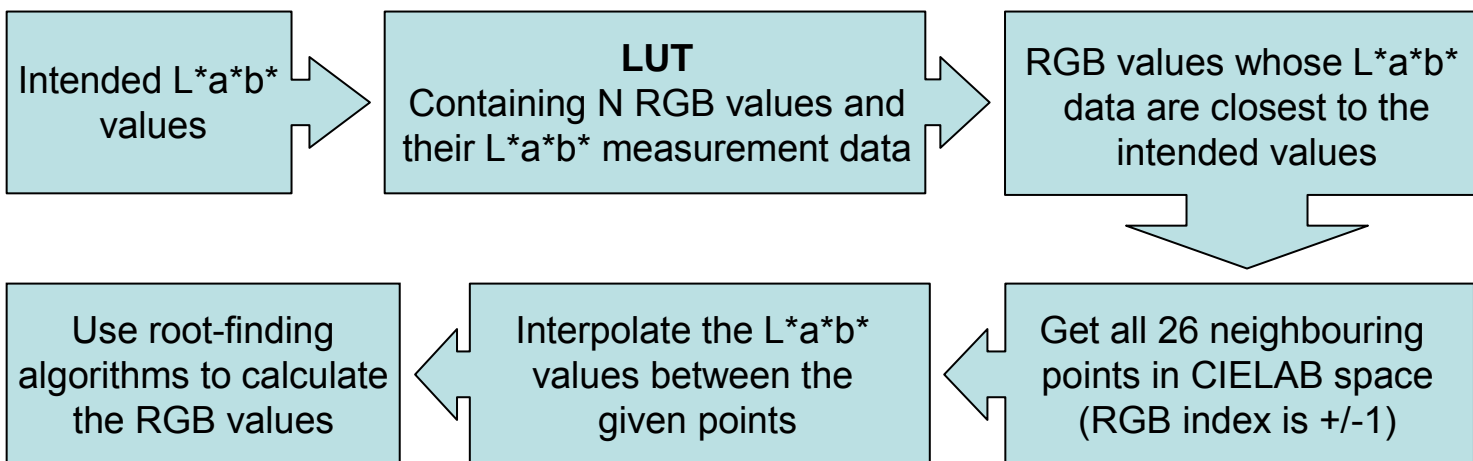 Intended L*a*b*
values
LUT
Containing N RGB values and
their L*a*b* measurement data
RGB values whose L*a*b*
data are closest to the
intended values
Get all 26 neighbouring
points in CIELAB space
(RGB index is +/-1)
Interpolate the L*a*b*
values between the
given points
Use root-finding
algorithms to calculate
the RGB values